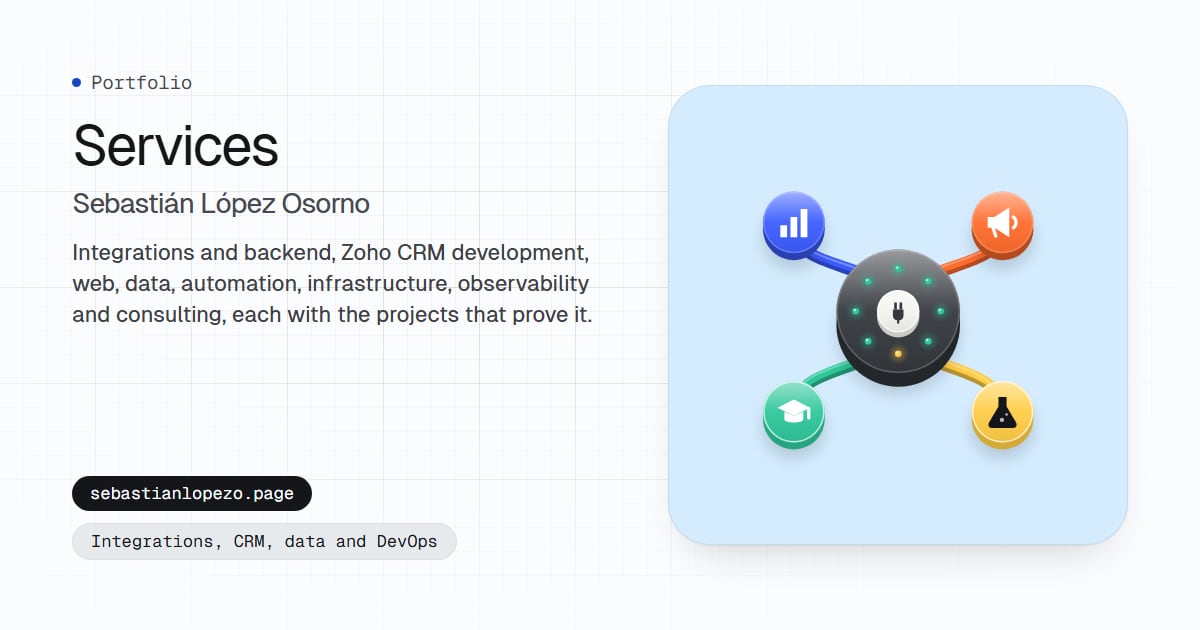 Portfolio
Services
Sebastián López Osorno
Integrations and backend, Zoho CRM development,
web, data, automation, infrastructure, observability
and consulting, each with the projects that prove it.
sebastianlopezo.page
Integrations, CRM, data and DevOps